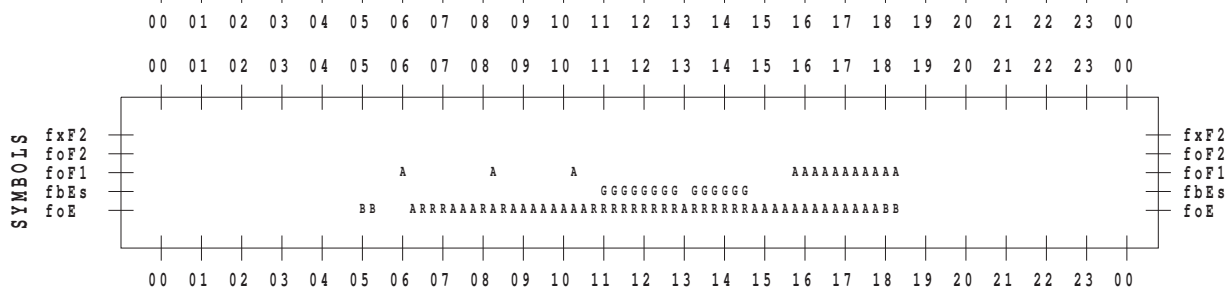 00 01 02 03 04 05 06 07 08 09 10 11 12 13 14 15 16 17 18 19 20 21 22 23 00
00 01 02 03 04 05 06 07 08 09 10 11 12 13 14 15 16 17 18 19 20 21 22 23 00
SYMBOLS
fxF2 fxF2
foF2 foF2
foF1 A A A AAAAAAAAAAA foF1
fbEs GGGGGGGG GGGGGG fbEs
foE BB ARRRAAARARAAAAAAAARRRRRRRRRARRRRRRAAAAAAAAAAAAABB foE
00 01 02 03 04 05 06 07 08 09 10 11 12 13 14 15 16 17 18 19 20 21 22 23 00